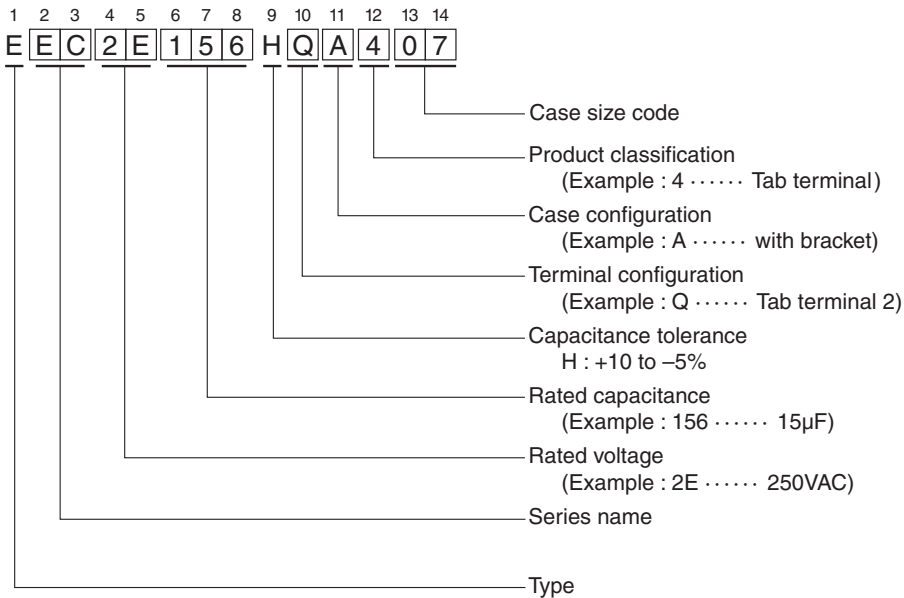 1 2 3 4 5 6 7 8 9 10 11 12 13 14
E E C 2 E 1 5 6 H Q A 4 0 7
Case size code
Product classification
(Example : 4 ······ Tab terminal)
Case configuration
(Example : A ······ with bracket)
Terminal configuration
(Example : Q ······ Tab terminal 2)
Capacitance tolerance
H : +10 to –5%
Rated capacitance
(Example : 156 ······ 15µF)
Rated voltage
(Example : 2E ······ 250VAC)
Series name
Type